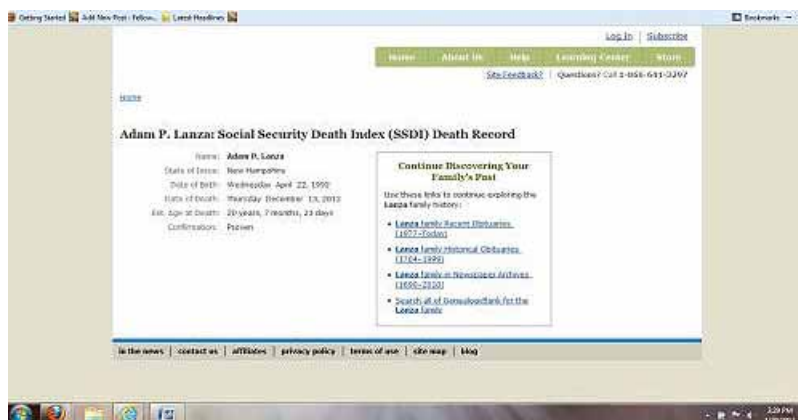 Getting Started Add New Post ‹ Fellow... Latest Headlines Bookmarks
Log In | Subscribe
Home About Us Help Learning Center Store
Site Feedback? | Questions? Call 1-866-641-3297
Home
Adam P. Lanza: Social Security Death Index (SSDI) Death Record
Name: Adam P. Lanza
State of Issue: New Hampshire
Date of Birth: Wednesday April 22, 1992
Date of Death: Thursday December 13, 2012
Est. Age at Death: 20 years, 7 months, 21 days
Confirmation: Proven
Continue Discovering Your
Family's Past
Use these links to continue exploring the
Lanza family history:
• Lanza family Recent Obituaries
(1977-Today)
• Lanza family Historical Obituaries
(1704-1999)
• Lanza family in Newspaper Archives
(1690-2010)
• Search all of GenealogyBank for the
Lanza family
in the news | contact us | affiliates | privacy policy | terms of use | site map | blog
3:29 PM